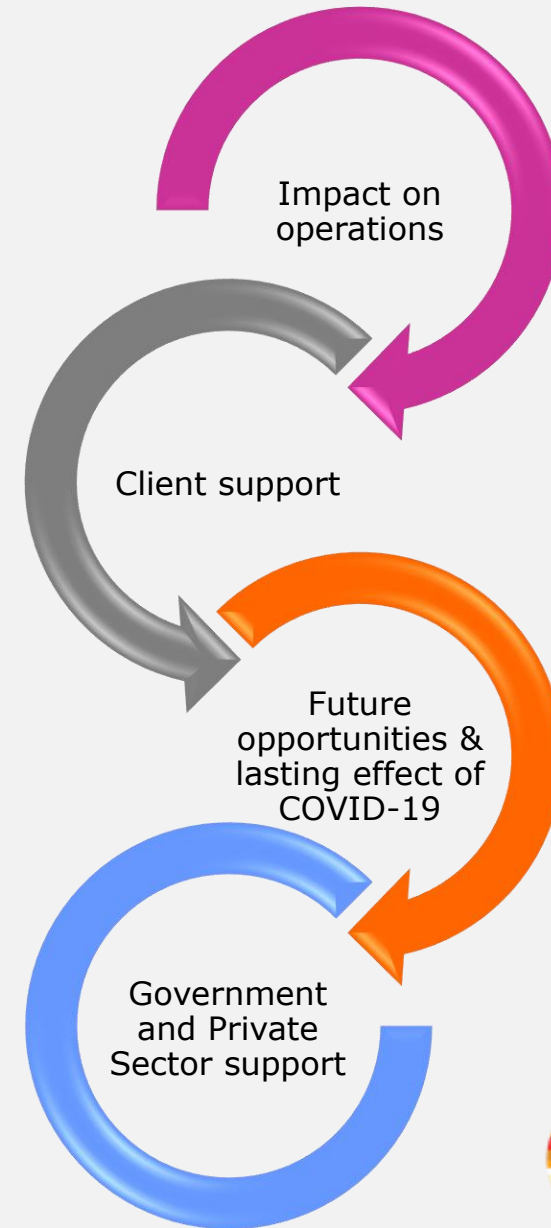 Impact on
operations
Client support
Future
opportunities &
lasting effect of
COVID-19
Government
and Private
Sector support